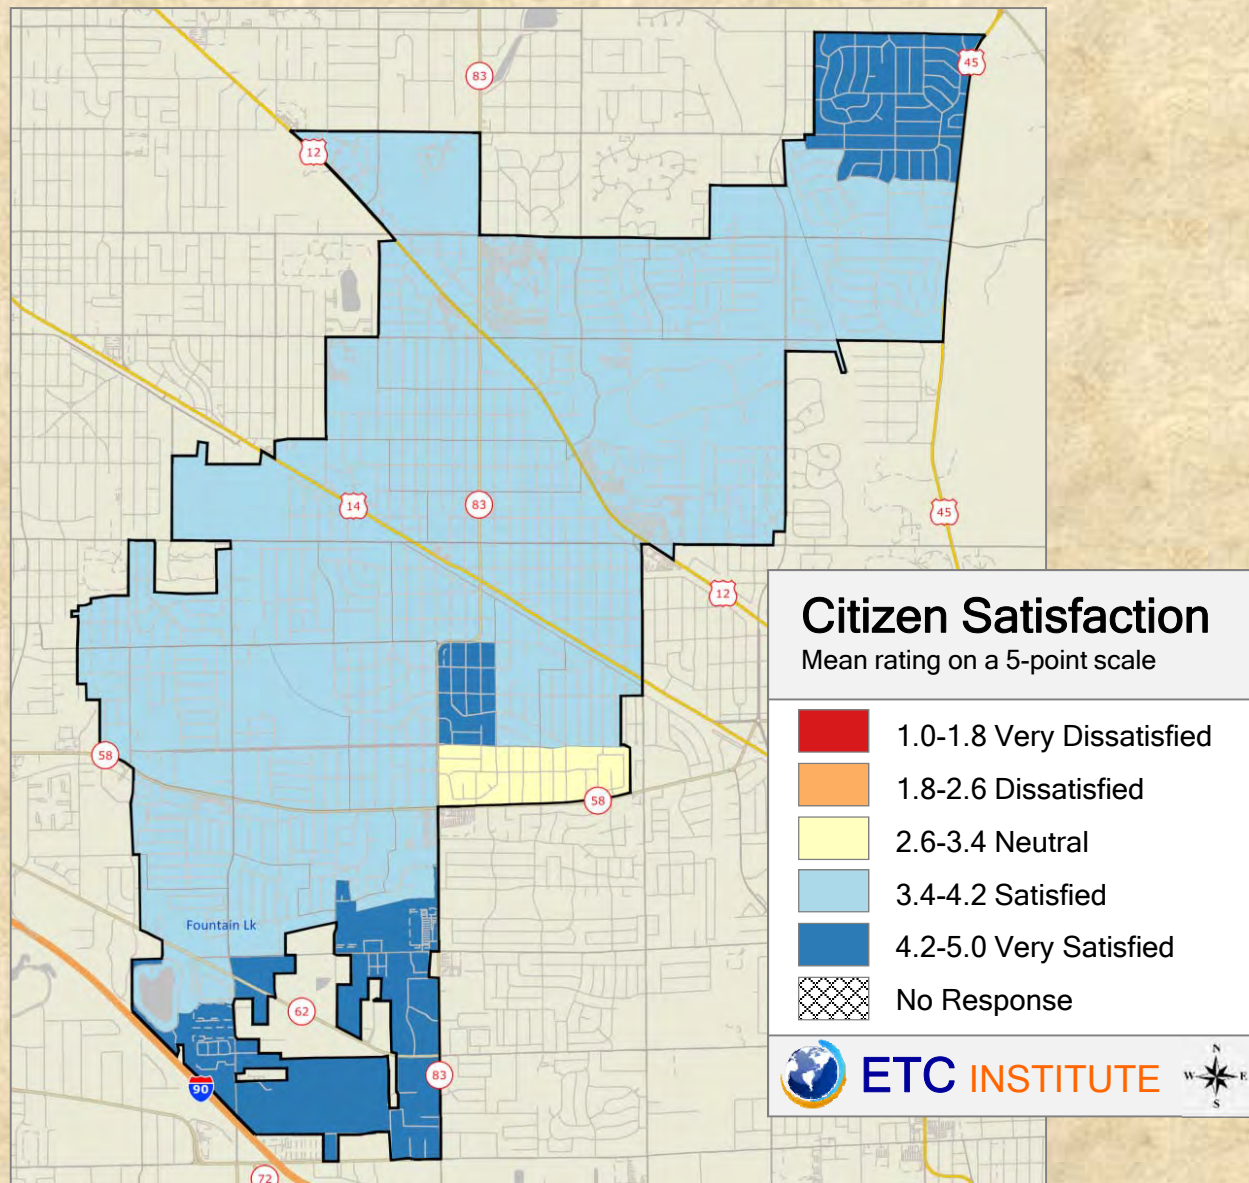 83
45
12
14
83
45
12
58
58
Fountain Lk
62
83
90
72
Citizen Satisfaction
Mean rating on a 5-point scale
1.0-1.8 Very Dissatisfied
1.8-2.6 Dissatisfied
2.6-3.4 Neutral
3.4-4.2 Satisfied
4.2-5.0 Very Satisfied
No Response
ETC INSTITUTE
N
W E
S